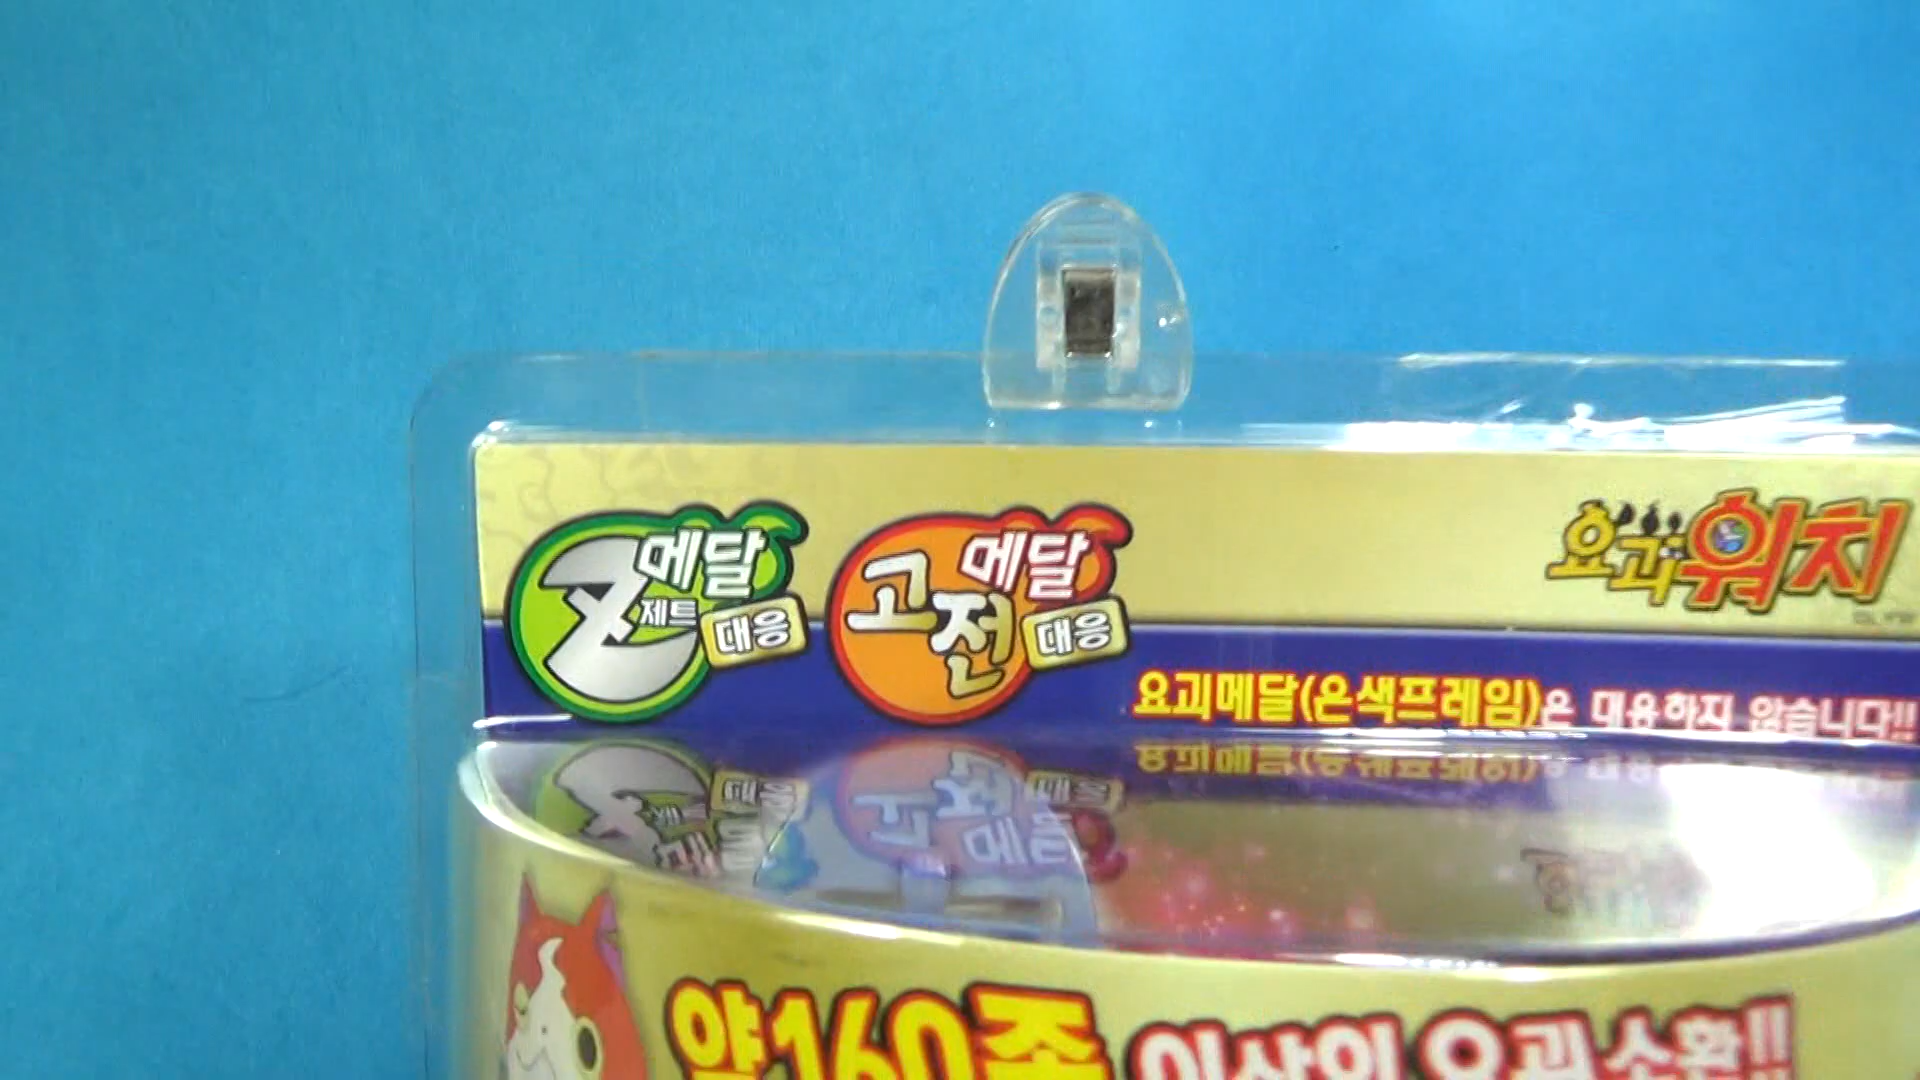 Z제트
메달
대응
고전
메달
대응
요괴워치
요괴메달(은색프레임)은 대응하지 않습니다!!
약160종 이상의 요괴 소환!!